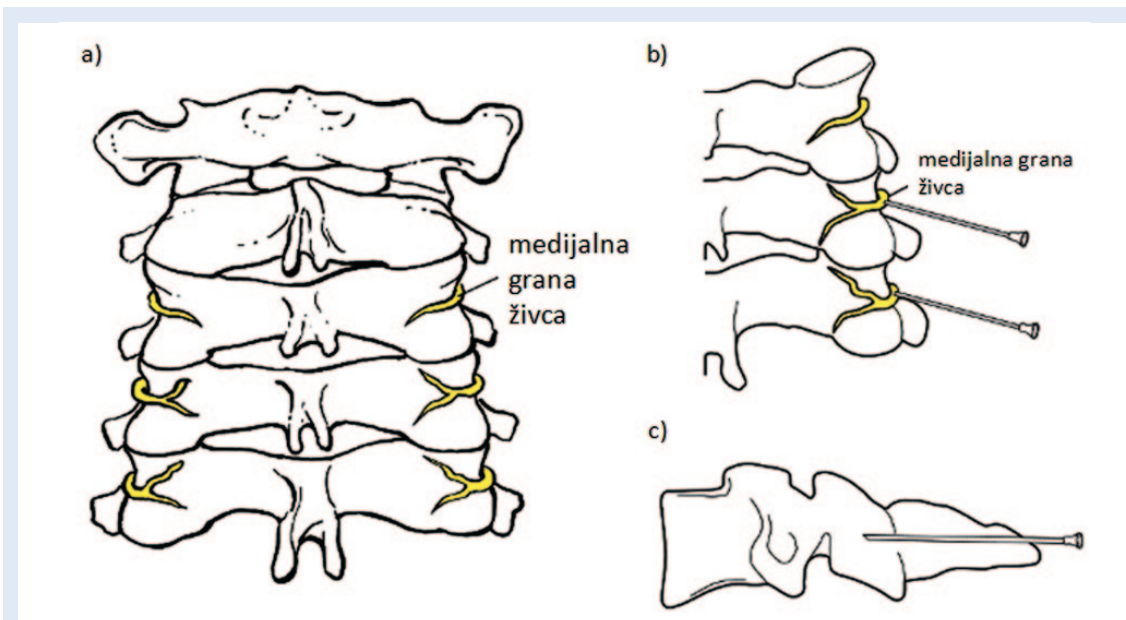 a)
medijalna
grana
živca
b)
medijalna grana
živca
c)